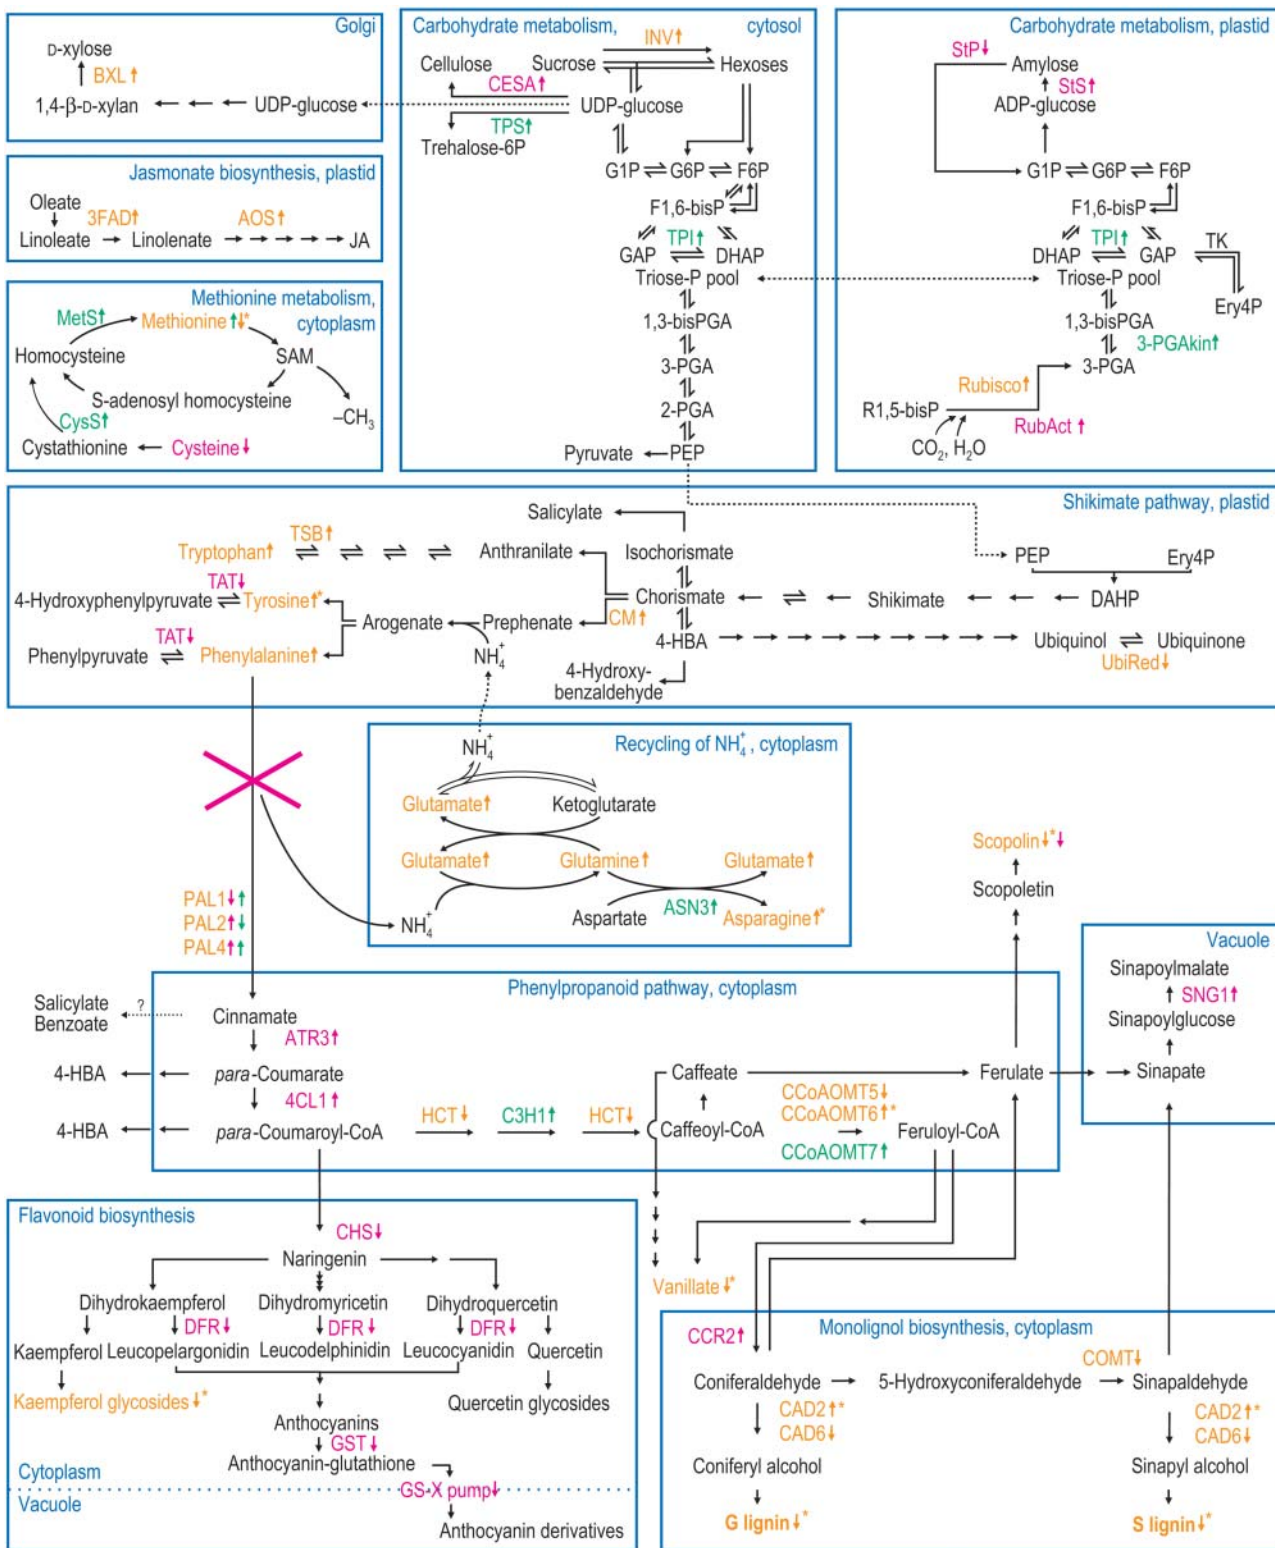 Golgi
D-xylose
BXL↑
1,4-β-D-xylan
UDP-glucose
Jasmonate biosynthesis, plastid
Oleate
3FAD↑
AOS↑
Linoleate
Linolenate
JA
Methionine metabolism,
cytoplasm
MetS↑
Methionine↑↓*
Homocysteine
SAM
S-adenosyl homocysteine
CysS↑
–CH3
Cystathionine
Cysteine↓
Carbohydrate metabolism, cytosol
INV↑
Cellulose
Sucrose
Hexoses
CESA↑
UDP-glucose
TPS↑
Trehalose-6P
G1P
G6P
F6P
F1,6-bisP
TPI↑
GAP
DHAP
Triose-P pool
1,3-bisPGA
3-PGA
2-PGA
Pyruvate
PEP
Carbohydrate metabolism, plastid
StP↓
Amylose
StS↑
ADP-glucose
G1P
G6P
F6P
F1,6-bisP
TPI↑
TK
DHAP
GAP
Triose-P pool
Ery4P
1,3-bisPGA
3-PGAkin↑
3-PGA
Rubisco↑
R1,5-bisP
RubAct ↑
CO2, H2O
Shikimate pathway, plastid
Salicylate
TSB↑
Tryptophan↑
Anthranilate
Isochorismate
PEP
Ery4P
TAT↓
4-Hydroxyphenylpyruvate
Tyrosine↑*
Chorismate
Shikimate
DAHP
Arogenate
Prephenate
CM↑
TAT↓
4-HBA
Ubiquinol
Ubiquinone
Phenylpyruvate
Phenylalanine↑
NH4+
UbiRed↓
4-Hydroxy-
benzaldehyde
Recycling of NH4+, cytoplasm
NH4+
Glutamate↑
Ketoglutarate
Glutamate↑
Glutamine↑
Glutamate↑
ASN3↑
NH4+
Aspartate
Asparagine↑*
Scopolin↓*↓
Scopoletin
PAL1↓↑
PAL2↑↓
PAL4↑↑
Vacuole
Sinapoylmalate
SNG1↑
Sinapoylglucose
Sinapate
Phenylpropanoid pathway, cytoplasm
Salicylate
Benzoate
?
Cinnamate
ATR3↑
4-HBA
para-Coumarate
Caffeate
Ferulate
4CL1↑
CCoAOMT5↓
HCT↓
C3H1↑
HCT↓
CCoAOMT6↑*
4-HBA
para-Coumaroyl-CoA
Caffeoyl-CoA
Feruloyl-CoA
CCoAOMT7↑
Flavonoid biosynthesis
CHS↓
Naringenin
Dihydrokaempferol
Dihydromyricetin
Dihydroquercetin
DFR↓
DFR↓
DFR↓
Kaempferol
Leucopelargonidin
Leucodelphinidin
Leucocyanidin
Quercetin
Kaempferol glycosides↓*
Quercetin glycosides
Anthocyanins
GST↓
Anthocyanin-glutathione
Cytoplasm
GS-X pump↓
Vacuole
Anthocyanin derivatives
Vanillate↓*
CCR2↑
Monolignol biosynthesis, cytoplasm
COMT↓
Coniferaldehyde
5-Hydroxyconiferaldehyde
Sinapaldehyde
CAD2↑*
CAD6↓
CAD2↑*
CAD6↓
Coniferyl alcohol
Sinapyl alcohol
G lignin↓*
S lignin↓*